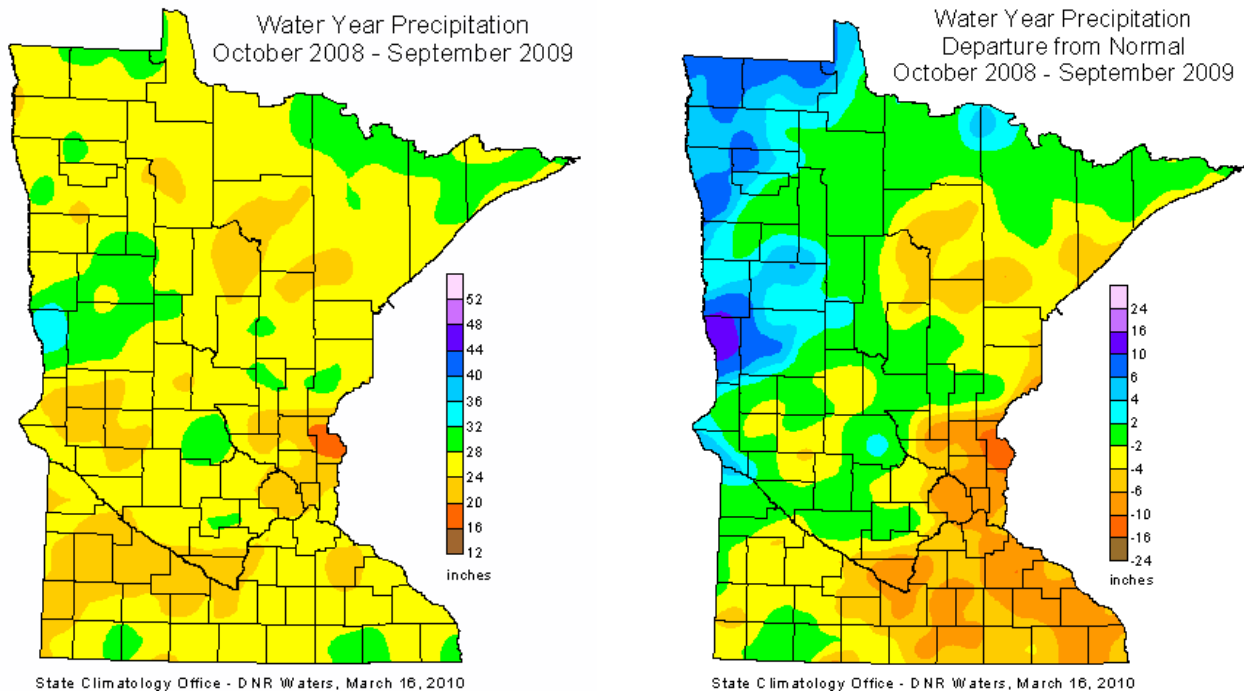 Water Year Precipitation
October 2008 - September 2009
52
48
44
40
36
32
28
24
20
16
12
inches
State Climatology Office - DNR Waters, March 16, 2010
Water Year Precipitation
Departure from Normal
October 2008 - September 2009
24
16
10
6
4
2
-2
-4
-6
-10
-16
-24
inches
State Climatology Office - DNR Waters, March 16, 2010